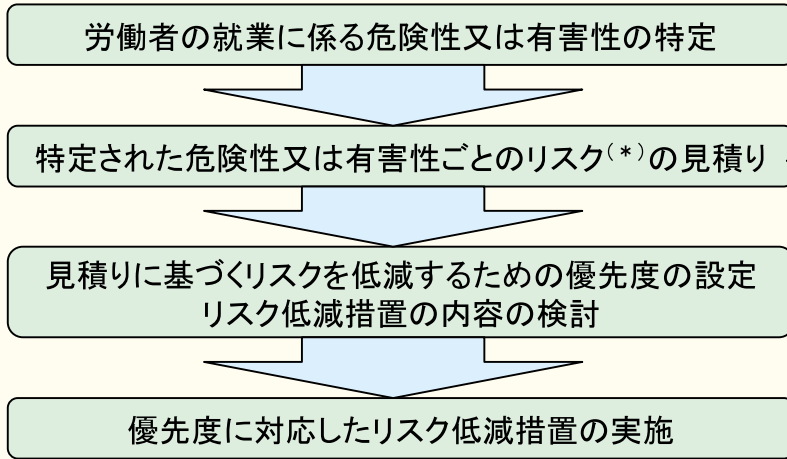 労働者の就業に係る危険性又は有害性の特定
特定された危険性又は有害性ごとのリスク(*)の見積り
見積りに基づくリスクを低減するための優先度の設定
リスク低減措置の内容の検討
優先度に対応したリスク低減措置の実施